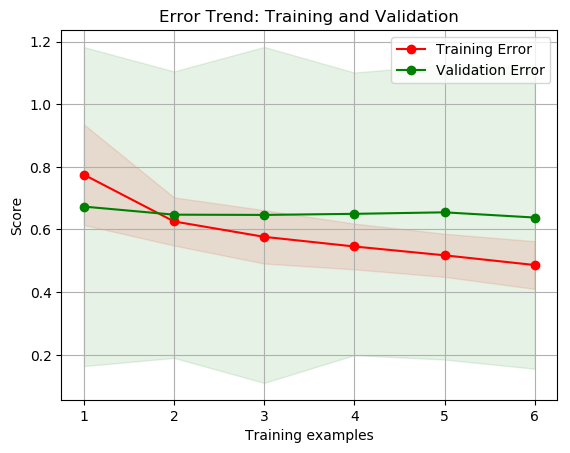 Error Trend: Training and Validation
Training Error
Validation Error
Score
1.2
1.0
0.8
0.6
0.4
0.2
1 2 3 4 5 6
Training examples